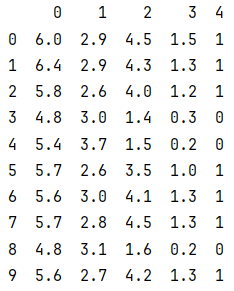 0 1 2 3 4
0 6.0 2.9 4.5 1.5 1
1 6.4 2.9 4.3 1.3 1
2 5.8 2.6 4.0 1.2 1
3 4.8 3.0 1.4 0.3 0
4 5.4 3.7 1.5 0.2 0
5 5.7 2.6 3.5 1.0 1
6 5.6 3.0 4.1 1.3 1
7 5.7 2.8 4.5 1.3 1
8 4.8 3.1 1.6 0.2 0
9 5.6 2.7 4.2 1.3 1